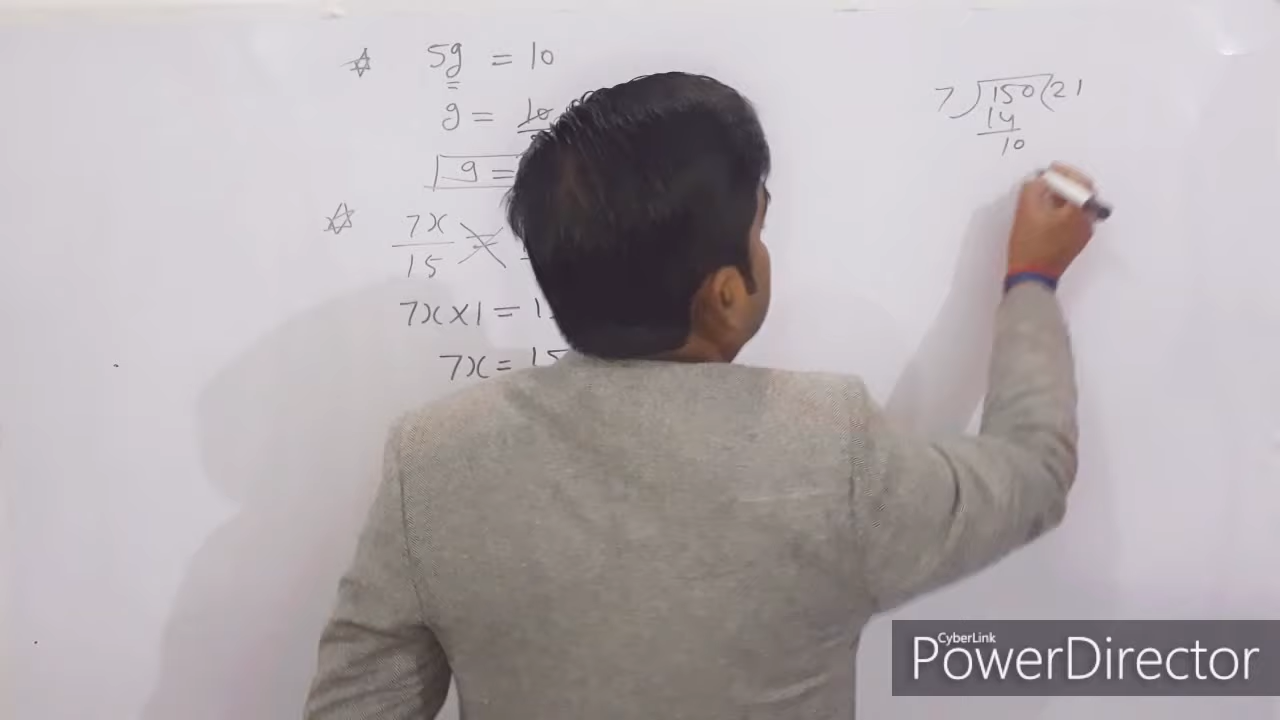 5g = 10
g = 10
g =
7x =
15
7x x 1 = 1
7x = 15
7 ) 150 ( 21
14
10
CyberLink
PowerDirector